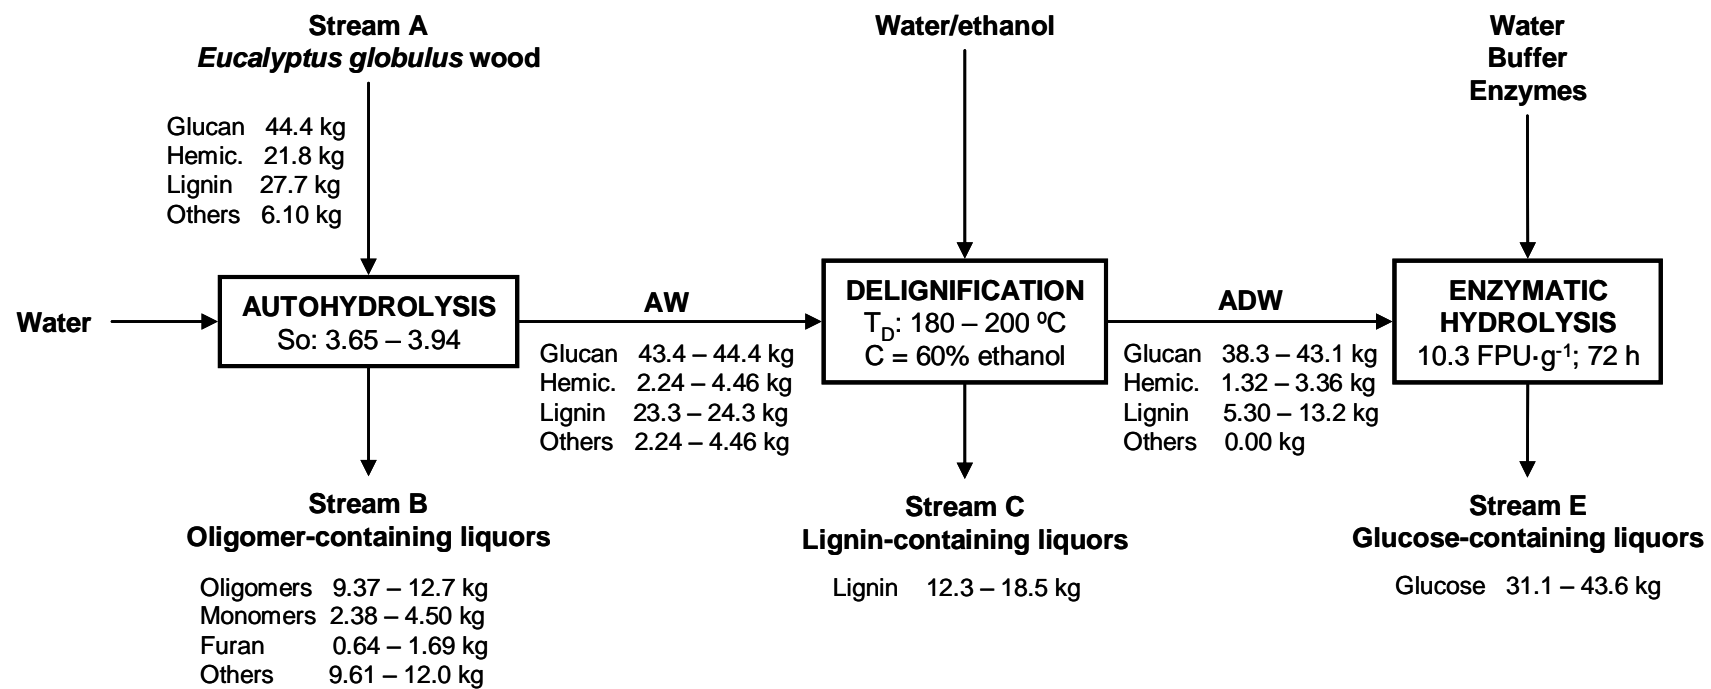 Stream A
Eucalyptus globulus wood
Glucan 44.4 kg
Hemic. 21.8 kg
Lignin 27.7 kg
Others 6.10 kg
Water/ethanol
Water
Buffer
Enzymes
Water
AUTOHYDROLYSIS
So: 3.65 – 3.94
AW
Glucan 43.4 – 44.4 kg
Hemic. 2.24 – 4.46 kg
Lignin 23.3 – 24.3 kg
Others 2.24 – 4.46 kg
DELIGNIFICATION
TD: 180 – 200 ºC
C = 60% ethanol
ADW
Glucan 38.3 – 43.1 kg
Hemic. 1.32 – 3.36 kg
Lignin 5.30 – 13.2 kg
Others 0.00 kg
ENZYMATIC
HYDROLYSIS
10.3 FPU·g-1; 72 h
Stream B
Oligomer-containing liquors
Oligomers 9.37 – 12.7 kg
Monomers 2.38 – 4.50 kg
Furan 0.64 – 1.69 kg
Others 9.61 – 12.0 kg
Stream C
Lignin-containing liquors
Lignin 12.3 – 18.5 kg
Stream E
Glucose-containing liquors
Glucose 31.1 – 43.6 kg